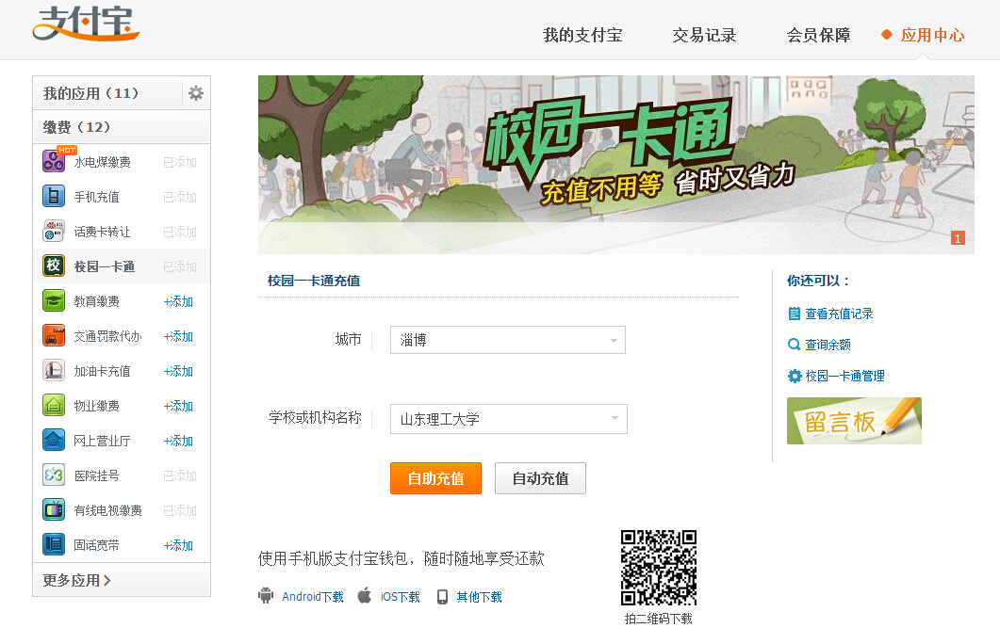 支付宝
我的支付宝 交易记录 会员保障 应用中心
我的应用（11）
缴费（12）
HOT
水电煤缴费 已添加
手机充值 已添加
话费卡转让 已添加
校 校园一卡通 已添加
教育缴费 +添加
交通罚款代办 +添加
加油卡充值 +添加
物业缴费 +添加
网上营业厅 +添加
医院挂号 已添加
有线电视缴费 已添加
固话宽带 +添加
更多应用
校园一卡通
充值不用等 省时又省力
1
校园一卡通充值
城市 淄博
学校或机构名称 山东理工大学
自助充值 自动充值
使用手机版支付宝钱包，随时随地享受还款
Android下载 iOS下载 其他下载
拍二维码下载
你还可以：
查看充值记录
查询余额
校园一卡通管理
留言板